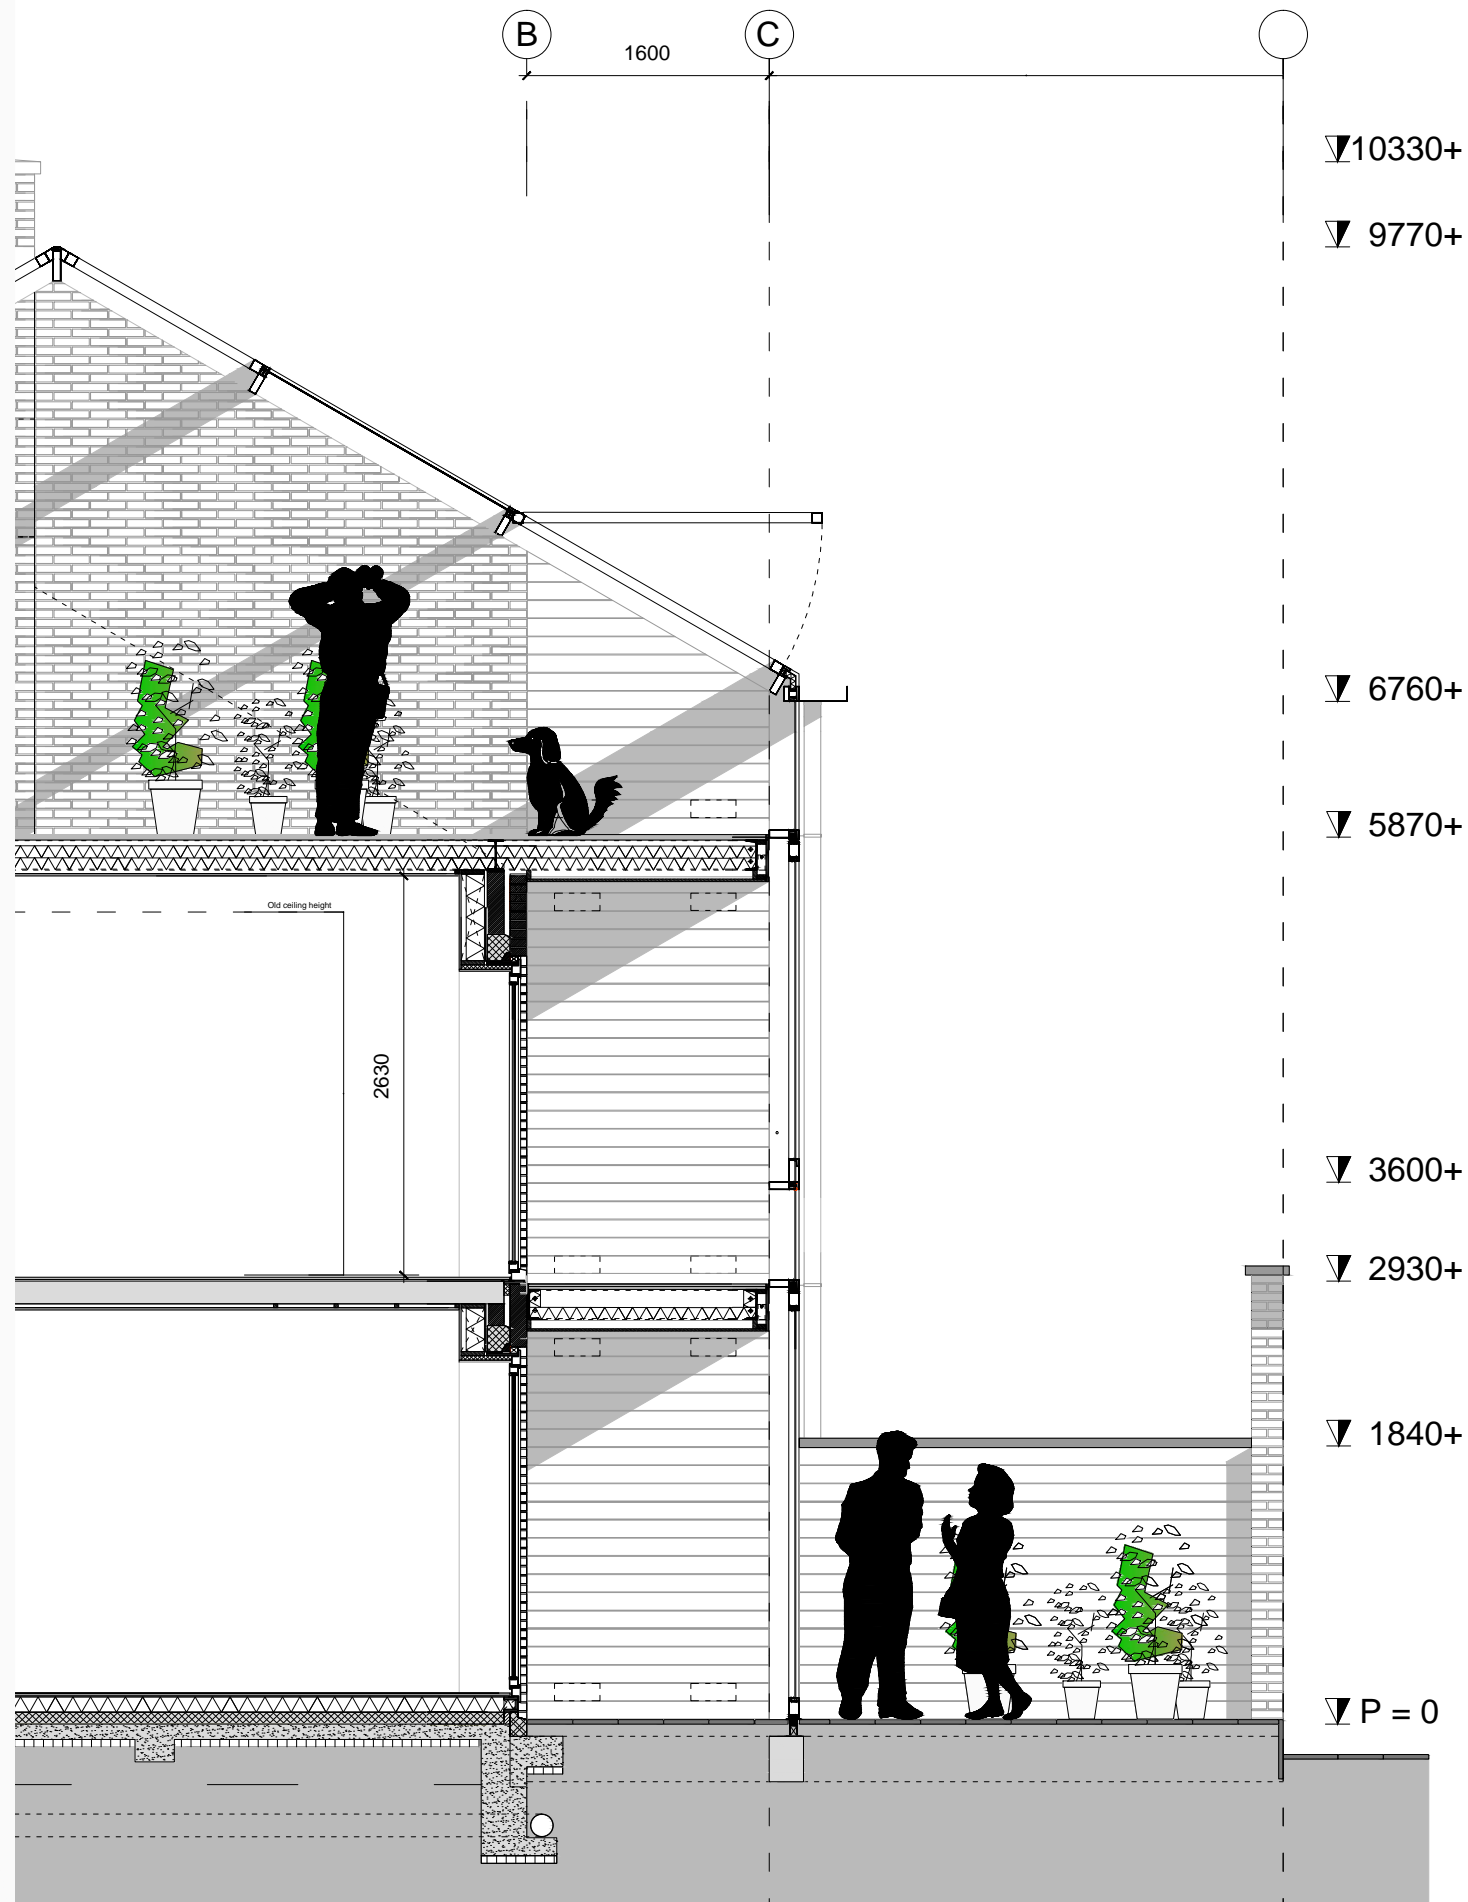 B
C
1600
10330+
9770+
6760+
5870+
Old ceiling height
2630
3600+
2930+
1840+
P = 0